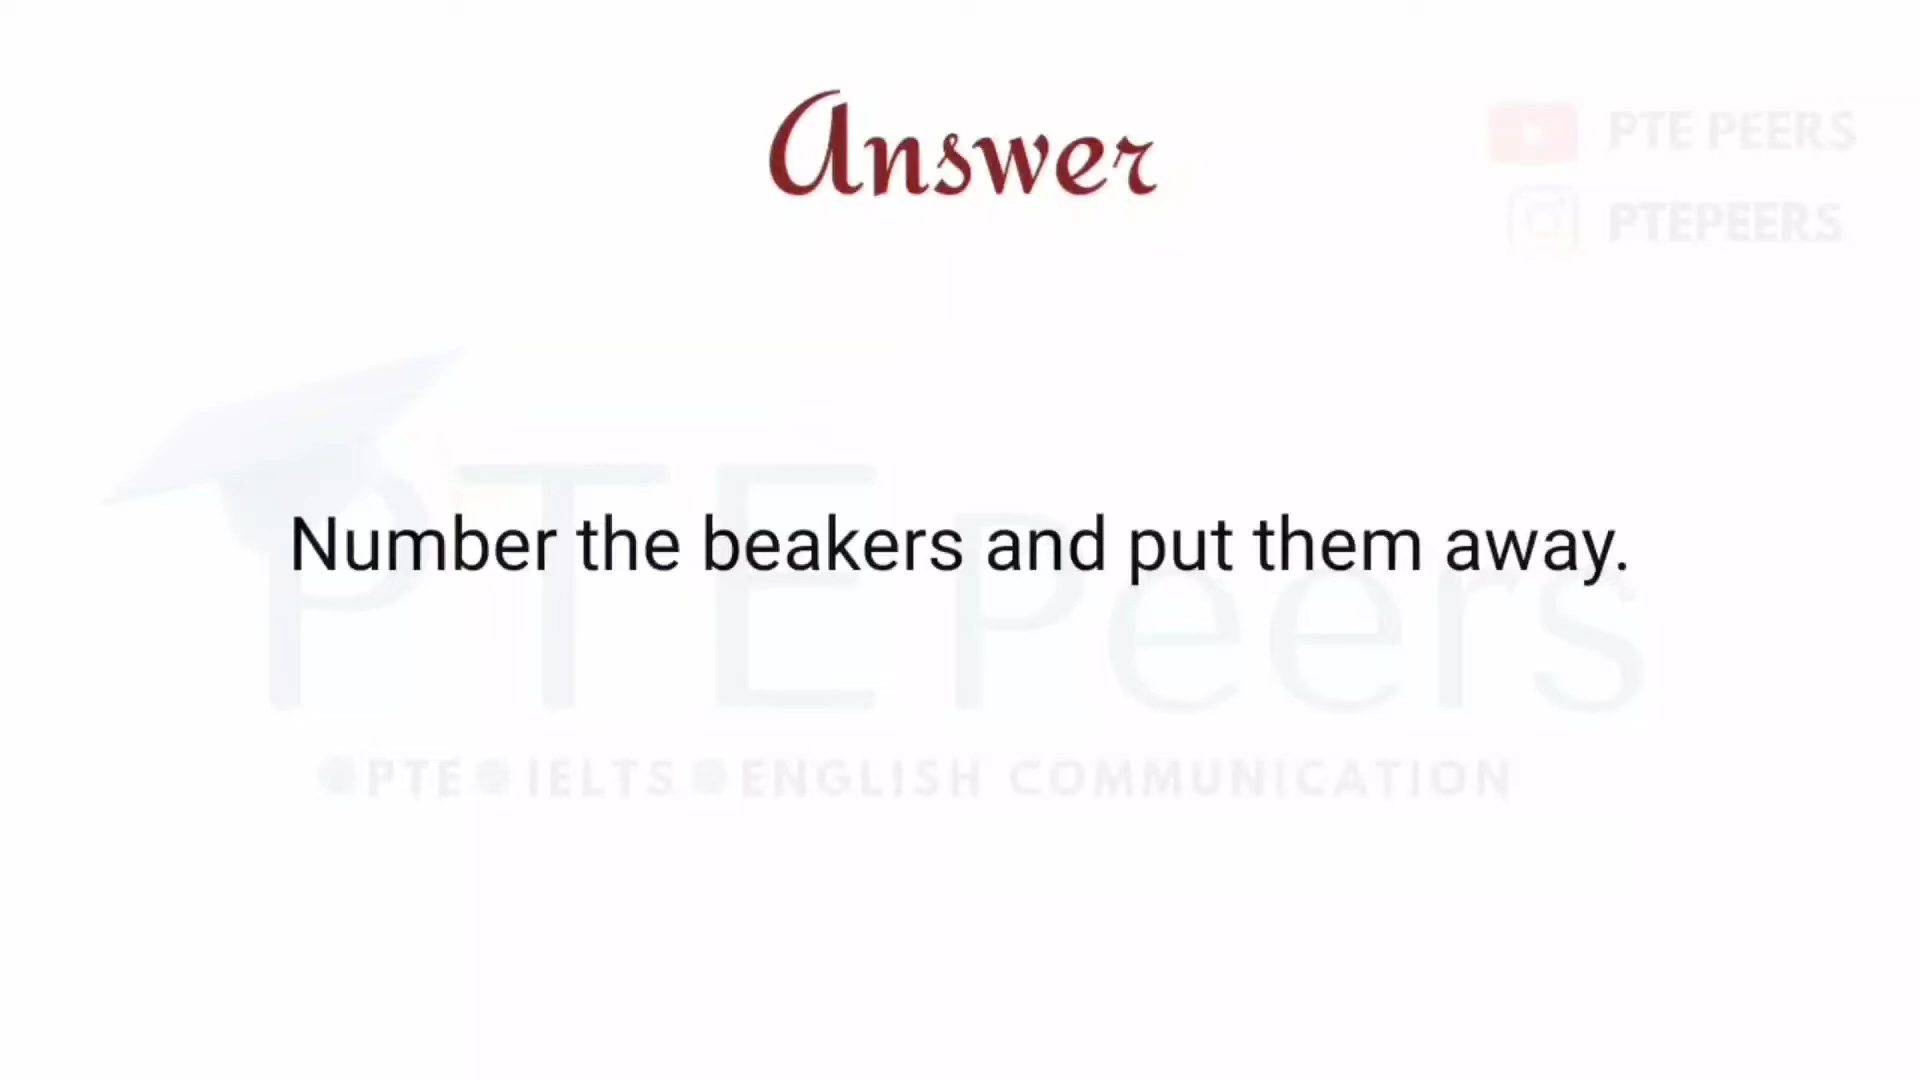 Answer
PTE PEERS
PTEPEERS
Number the beakers and put them away.
PTE Peers
PTE IELTS ENGLISH COMMUNICATION